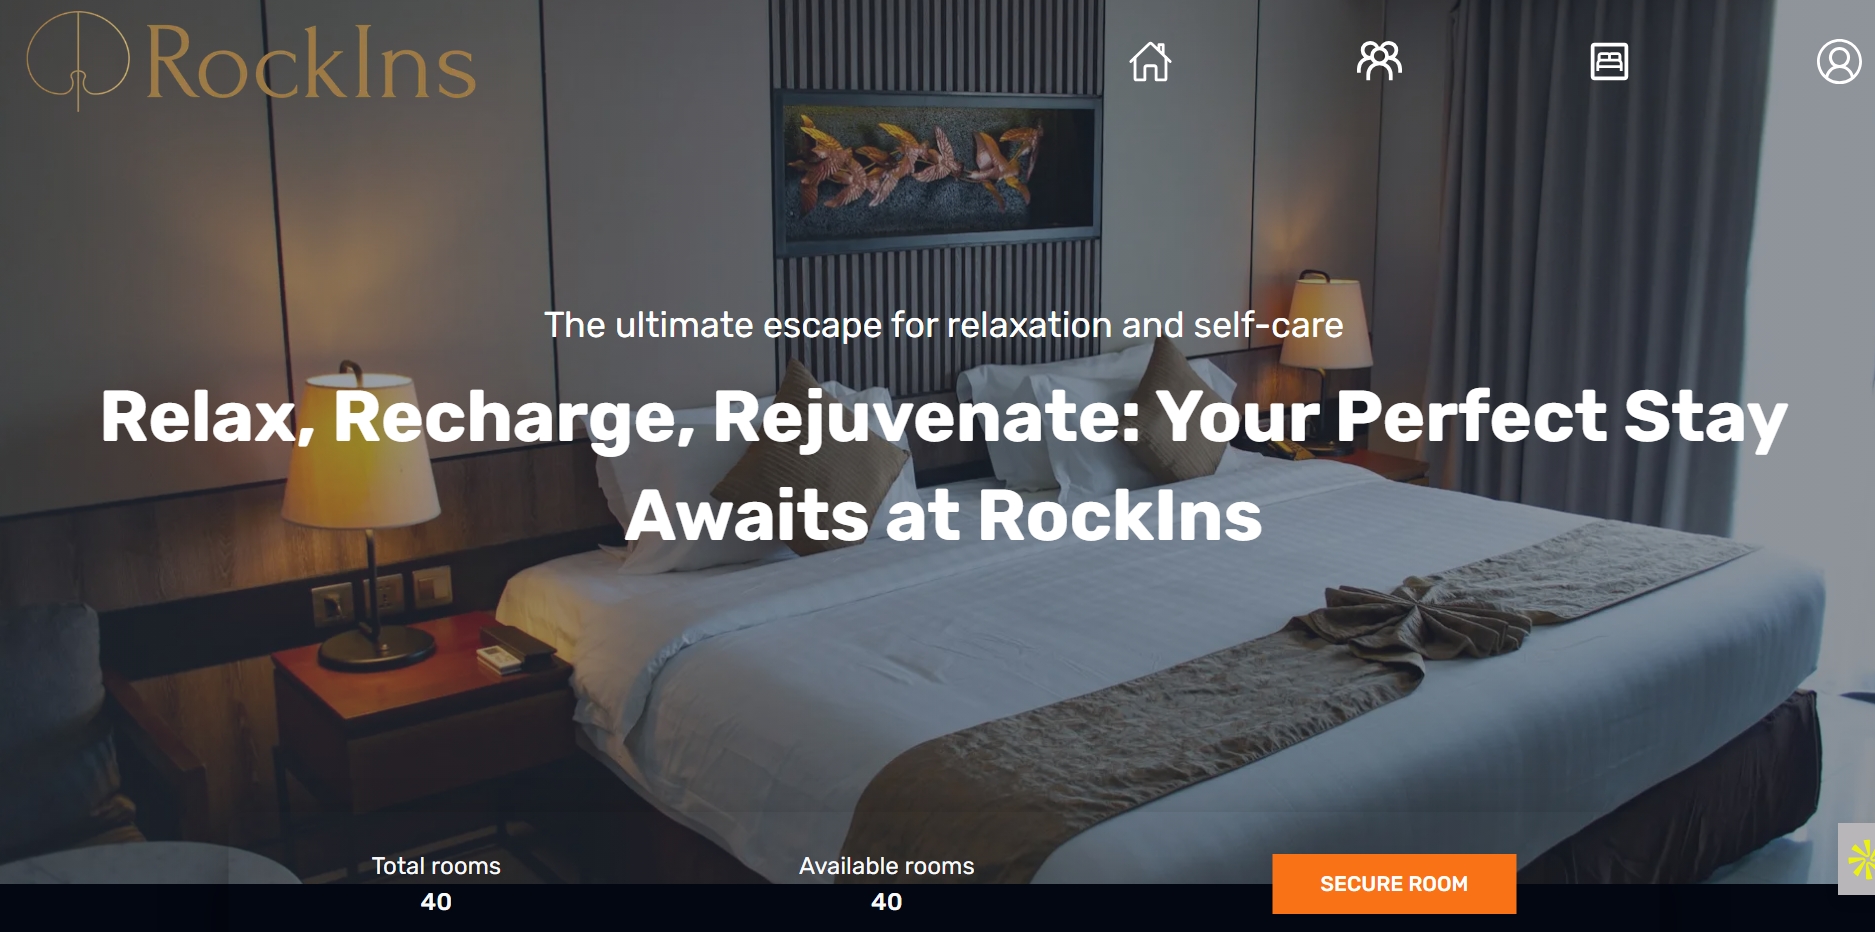 RockIns
The ultimate escape for relaxation and self-care
Relax, Recharge, Rejuvenate: Your Perfect Stay
Awaits at RockIns
Total rooms
40
Available rooms
40
SECURE ROOM